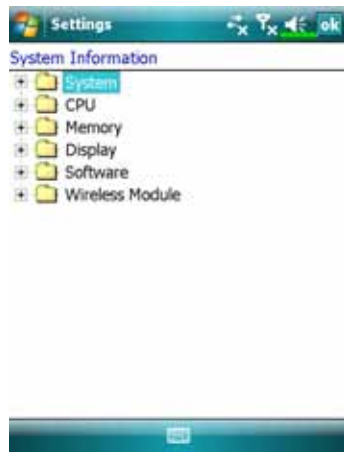 Settings
ok
System Information
System
CPU
Memory
Display
Software
Wireless Module